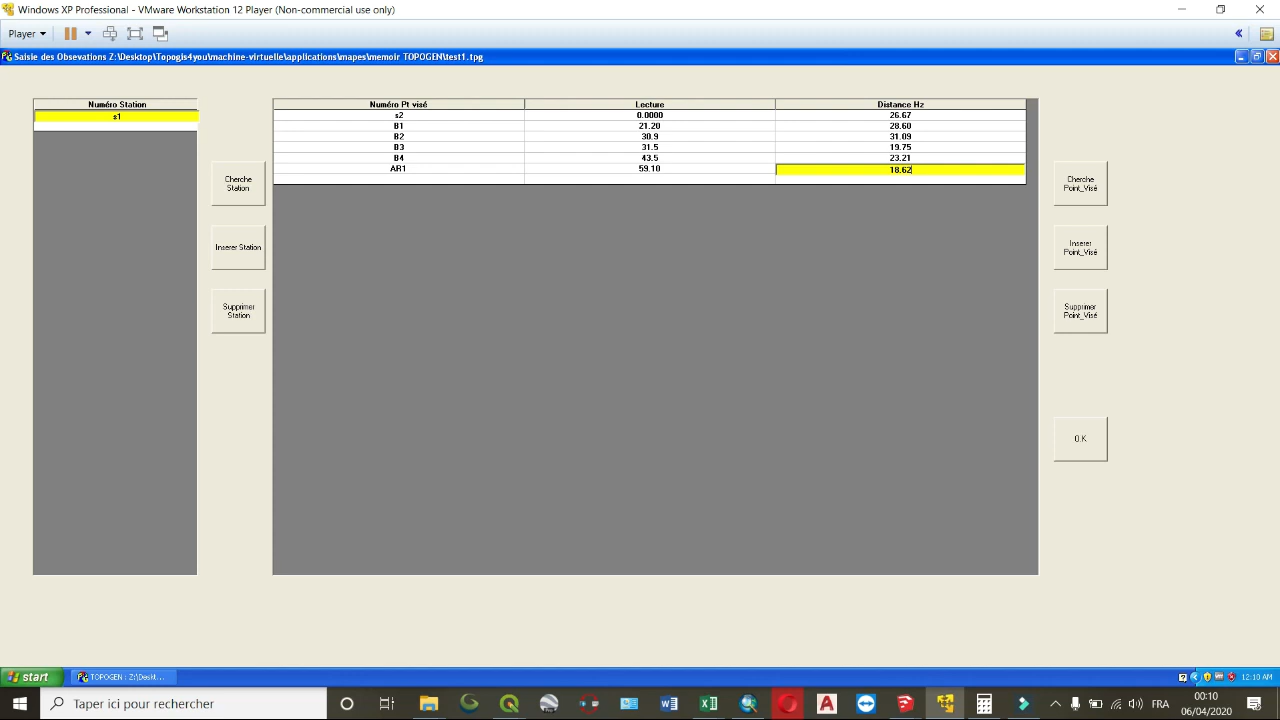 Windows XP Professional - VMware Workstation 12 Player (Non-commercial use only)
Player
Saisie des Obsevations Z:\Desktop\Topogis4you\machine-virtuelle\applications\mapes\memoir TOPOGEN\test1.tpg
Numéro Station
s1
Cherche
Station
Inserer Station
Supprimer
Station
Numéro Pt visé Lecture Distance Hz
s2 0.0000 26.67
B1 21.20 28.60
B2 30.9 31.09
B3 31.5 19.75
B4 43.5 23.21
AR1 59.10 18.62
Cherche
Point_Visé
Inserer
Point_Visé
Supprimer
Point_Visé
O.K
start
TOPOGEN : Z:\Deskt...
12:10 AM
Taper ici pour rechercher
FRA
00:10
06/04/2020